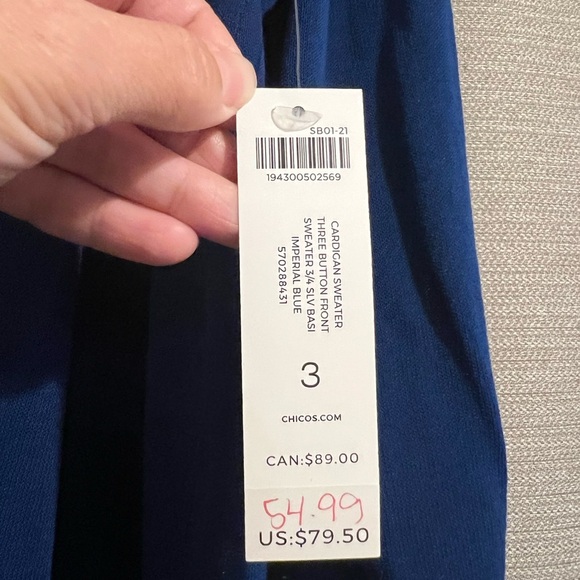 SB01-21
194300502569
CARDIGAN SWEATER
THREE BUTTON FRONT
SWEATER 3/4 SLV BASI
IMPERIAL BLUE
570288431
3
CHICOS.COM
CAN:$89.00
54.99
US:$79.50